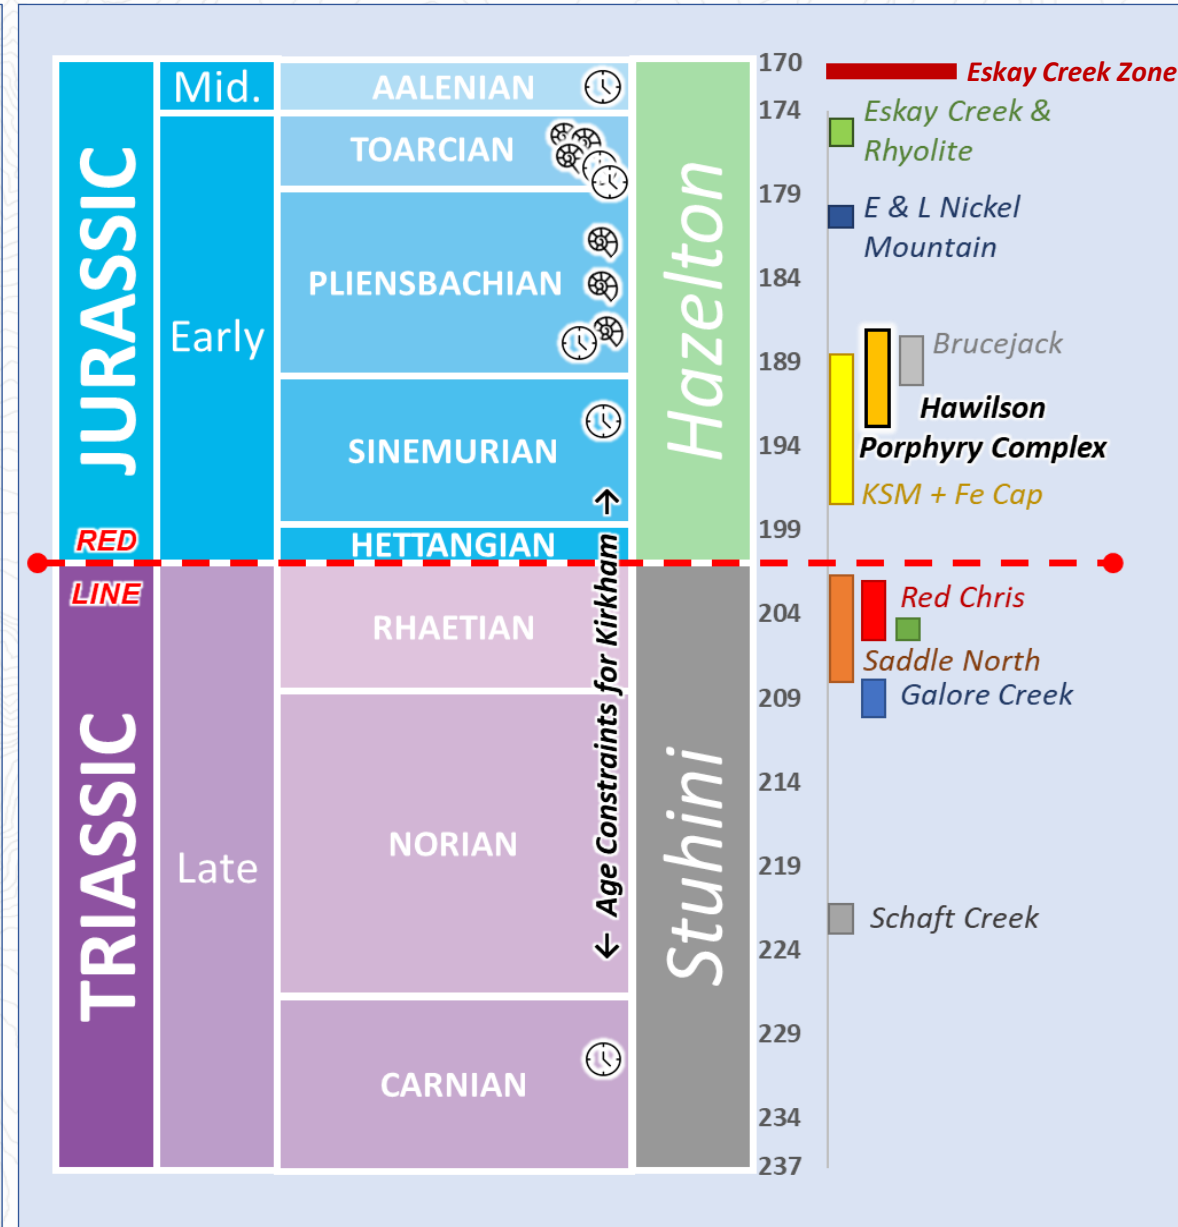 JURASSIC
TRIASSIC
RED
LINE
Mid.
Early
Late
AALENIAN
TOARCIAN
PLIENSBACHIAN
SINEMURIAN
HETTANGIAN
RHAETIAN
NORIAN
CARNIAN
← Age Constraints for Kirkham →
Hazelton
Stuhini
170
174
179
184
189
194
199
204
209
214
219
224
229
234
237
Eskay Creek Zone
Eskay Creek &
Rhyolite
E & L Nickel
Mountain
Brucejack
Hawilson
Porphyry Complex
KSM + Fe Cap
Red Chris
Saddle North
Galore Creek
Schaft Creek